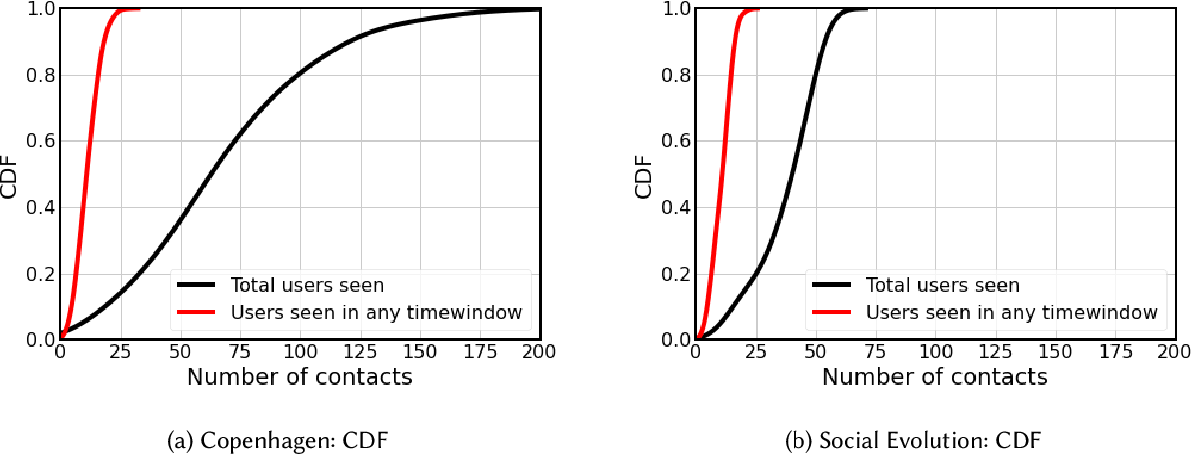 1.0
0.8
0.6
0.4
0.2
0.0
CDF
Total users seen
Users seen in any timewindow
0 25 50 75 100 125 150 175 200
Number of contacts
(a) Copenhagen: CDF
1.0
0.8
0.6
0.4
0.2
0.0
CDF
Total users seen
Users seen in any timewindow
0 25 50 75 100 125 150 175 200
Number of contacts
(b) Social Evolution: CDF